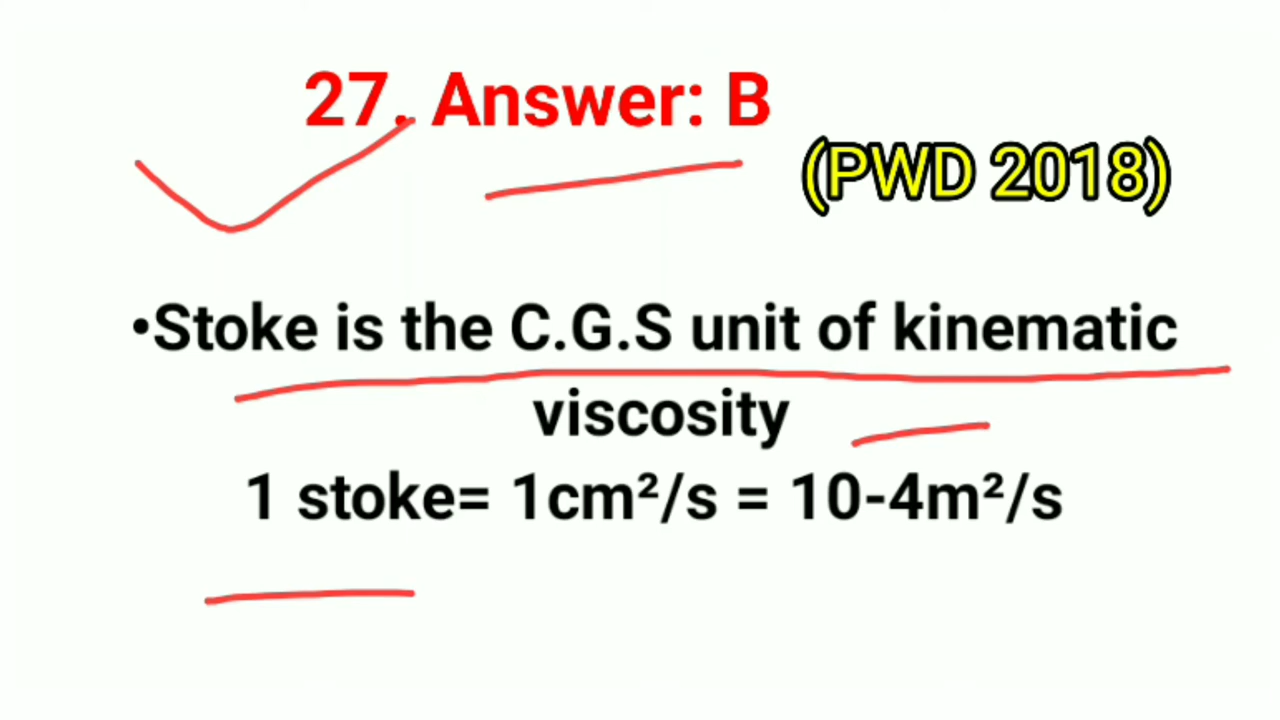 27. Answer: B
(PWD 2018)
•Stoke is the C.G.S unit of kinematic
viscosity
1 stoke= 1cm²/s = 10-4m²/s